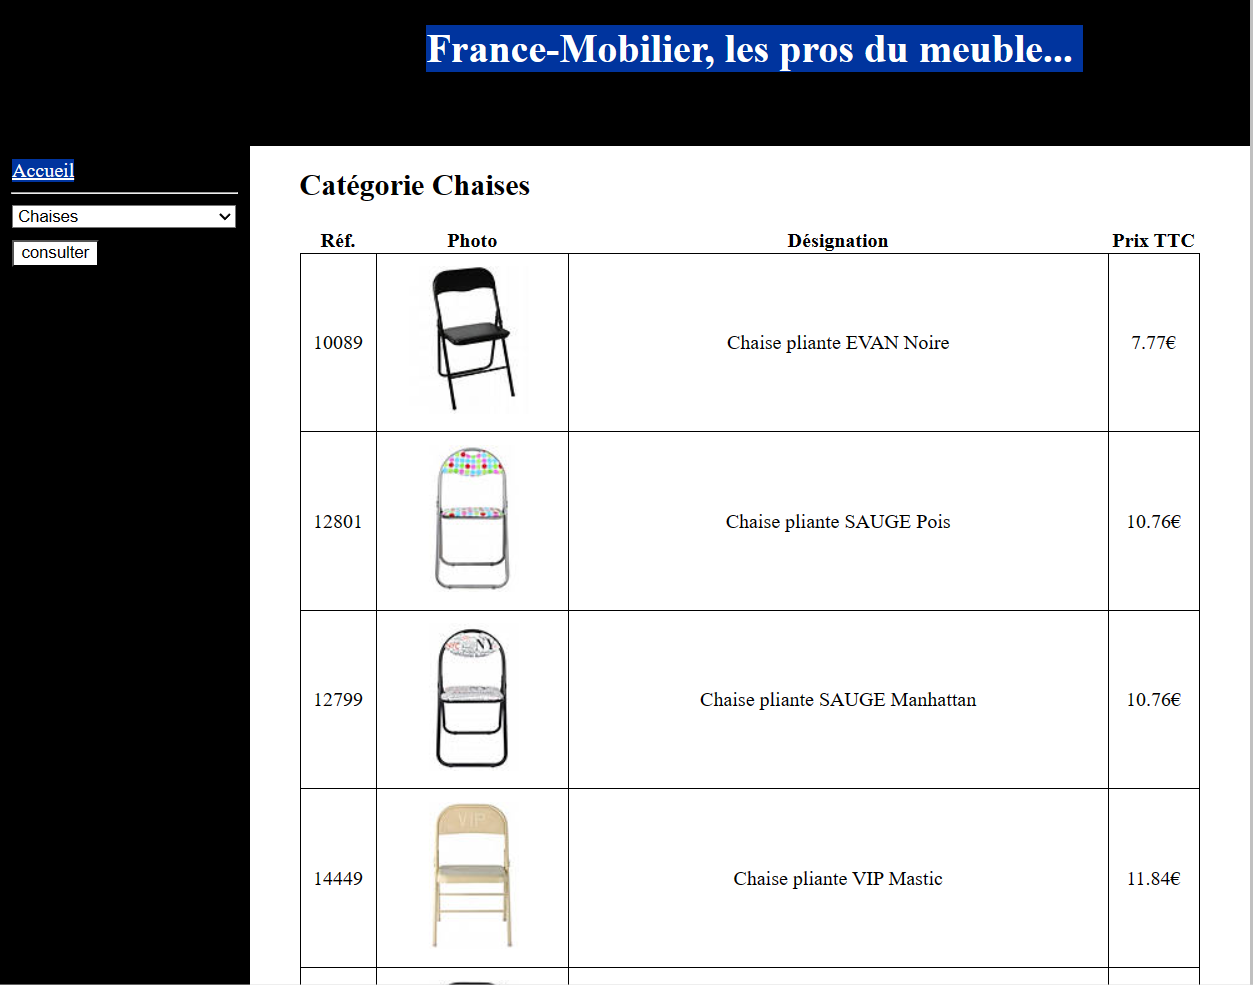 France-Mobilier, les pros du meuble...
Accueil
Chaises
consulter
Catégorie Chaises
Réf. Photo Désignation Prix TTC
10089 Chaise pliante EVAN Noire 7.77€
12801 Chaise pliante SAUGE Pois 10.76€
NY
12799 Chaise pliante SAUGE Manhattan 10.76€
VIP
14449 Chaise pliante VIP Mastic 11.84€